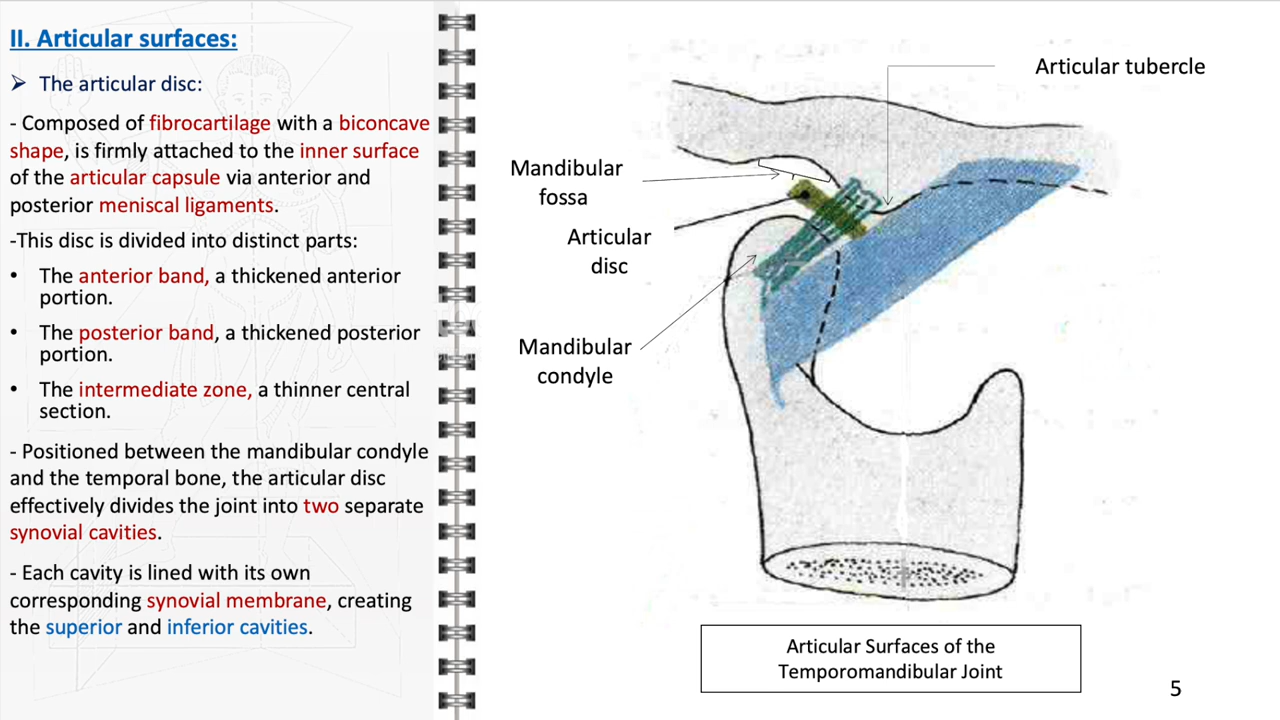 II. Articular surfaces:
➢ The articular disc:
- Composed of fibrocartilage with a biconcave
shape, is firmly attached to the inner surface
of the articular capsule via anterior and
posterior meniscal ligaments.
-This disc is divided into distinct parts:
• The anterior band, a thickened anterior
portion.
• The posterior band, a thickened posterior
portion.
• The intermediate zone, a thinner central
section.
- Positioned between the mandibular condyle
and the temporal bone, the articular disc
effectively divides the joint into two separate
synovial cavities.
- Each cavity is lined with its own
corresponding synovial membrane, creating
the superior and inferior cavities.
Articular tubercle
Mandibular
fossa
Articular
disc
Mandibular
condyle
Articular Surfaces of the
Temporomandibular Joint
5